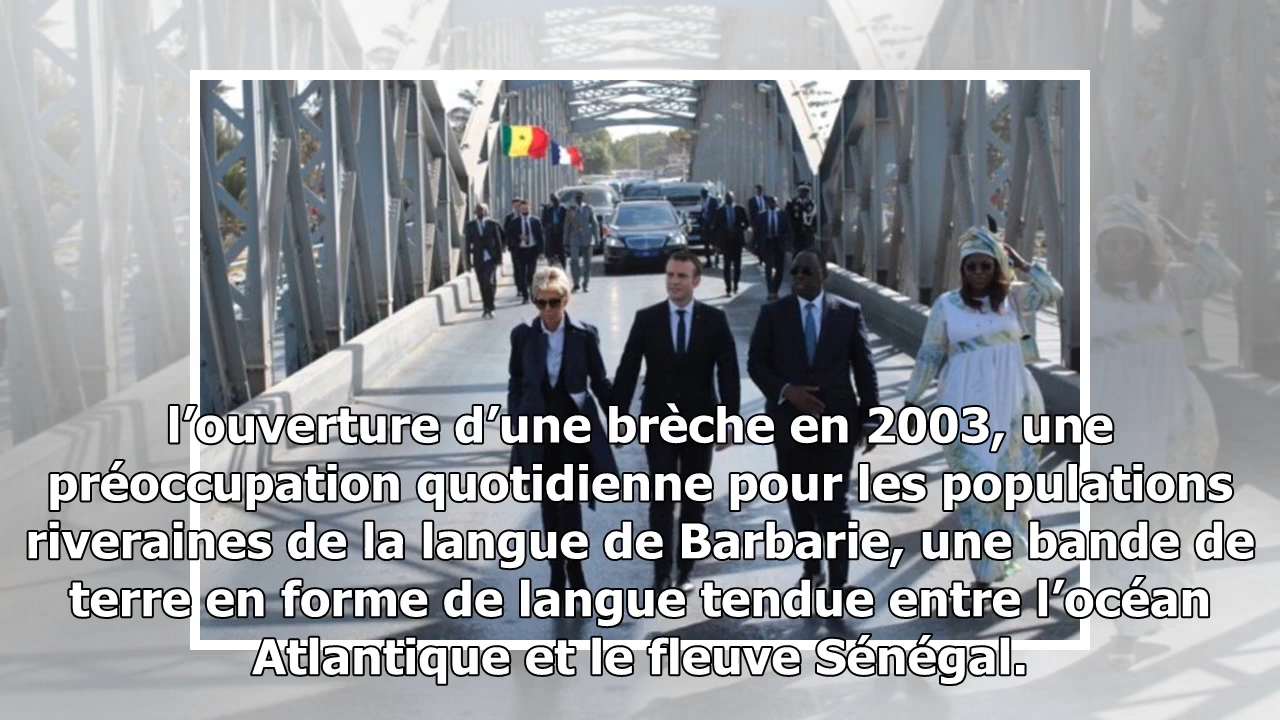 l’ouverture d’une brèche en 2003, une
préoccupation quotidienne pour les populations
riveraines de la langue de Barbarie, une bande de
terre en forme de langue tendue entre l’océan
Atlantique et le fleuve Sénégal.